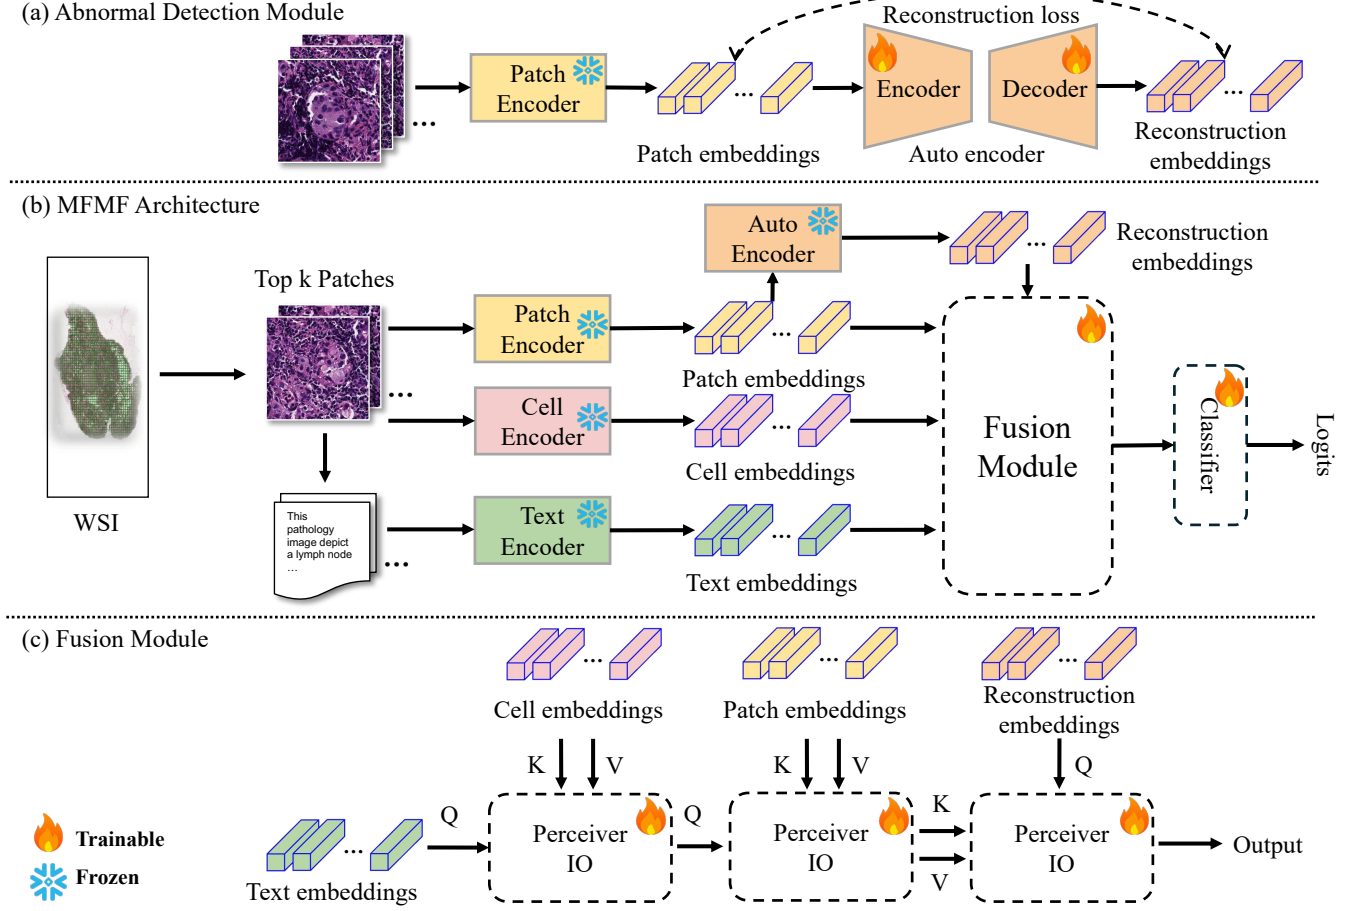 (a) Abnormal Detection Module
Reconstruction loss
Patch
Encoder
...
...
Encoder
Decoder
...
Patch embeddings
Auto encoder
Reconstruction
embeddings
(b) MFMF Architecture
Auto
Encoder
...
Reconstruction
embeddings
Top k Patches
...
Patch
Encoder
...
Patch embeddings
Cell
Encoder
...
Cell embeddings
WSI
This
pathology
image depict
a lymph node
...
...
Text
Encoder
...
Text embeddings
Fusion
Module
Classifier
Logits
(c) Fusion Module
...
Cell embeddings
...
Patch embeddings
...
Reconstruction
embeddings
K
V
K
V
Q
Trainable
Frozen
...
Text embeddings
Q
Perceiver
IO
Q
Perceiver
IO
K
V
Perceiver
IO
Output